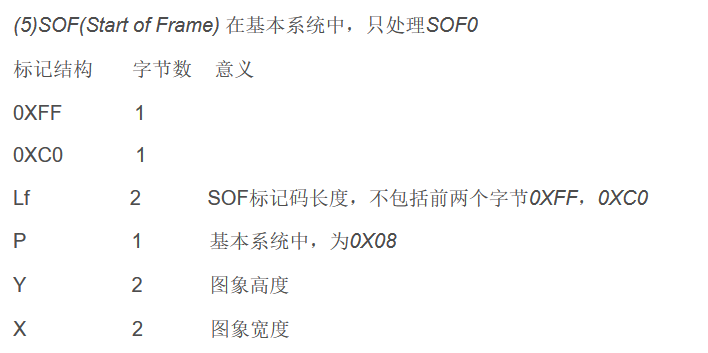 (5)SOF(Start of Frame) 在基本系统中，只处理SOF0
标记结构 字节数 意义
0XFF 1
0XC0 1
Lf 2 SOF标记码长度，不包括前两个字节0XFF，0XC0
P 1 基本系统中，为0X08
Y 2 图象高度
X 2 图象宽度